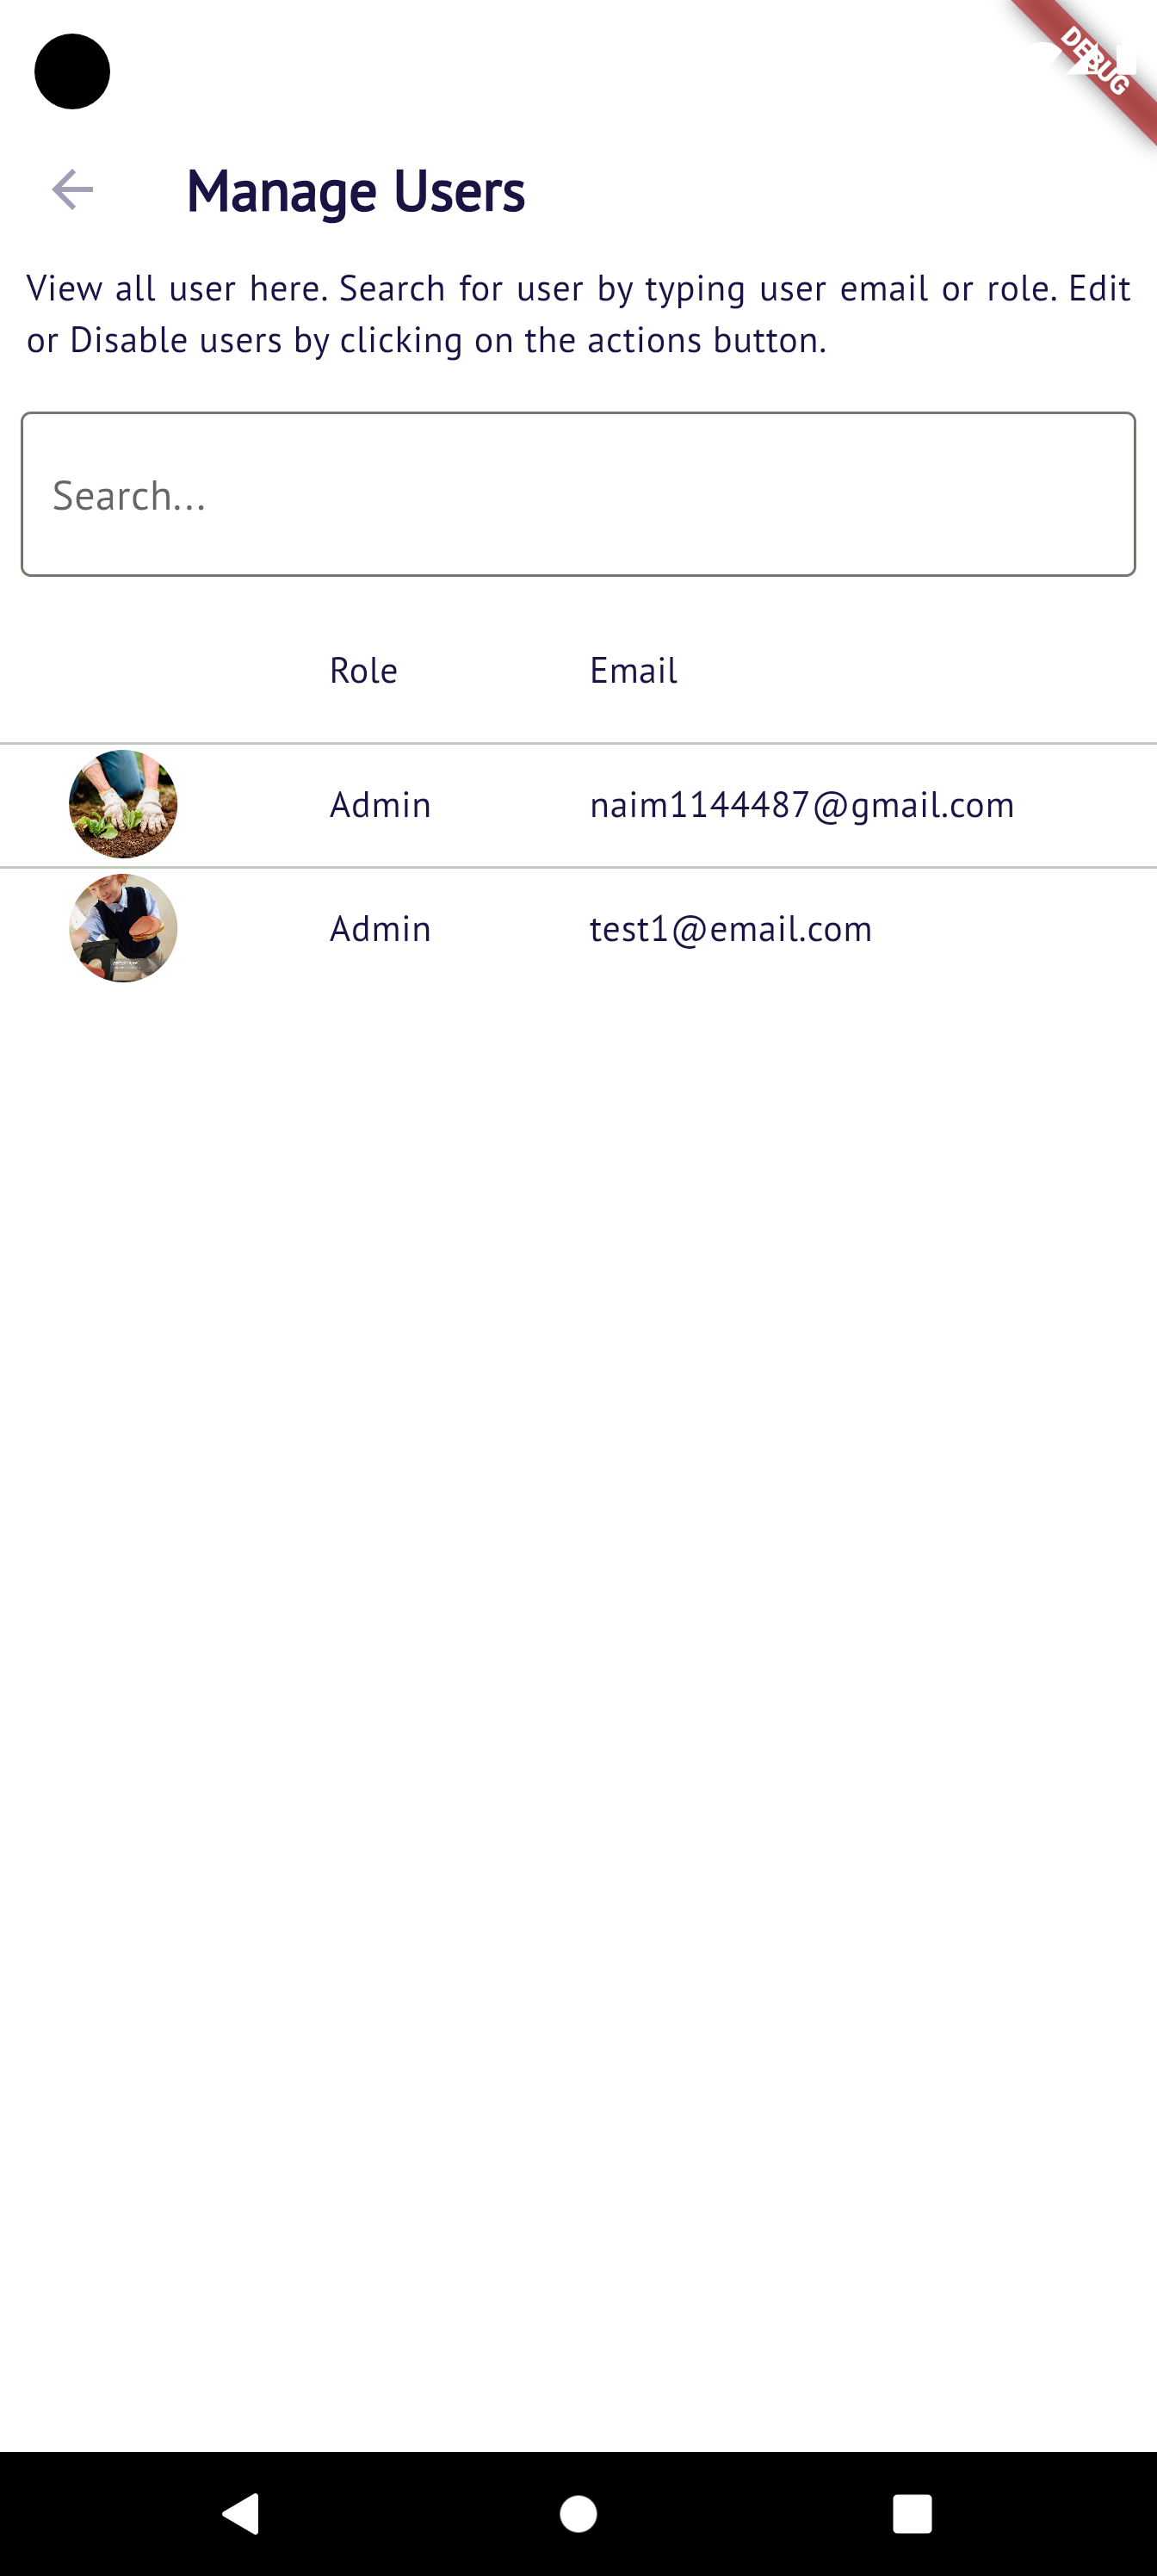 DEBUG
Manage Users
View all user here. Search for user by typing user email or role. Edit
or Disable users by clicking on the actions button.
Search...
Role Email
Admin naim1144487@gmail.com
Admin test1@email.com